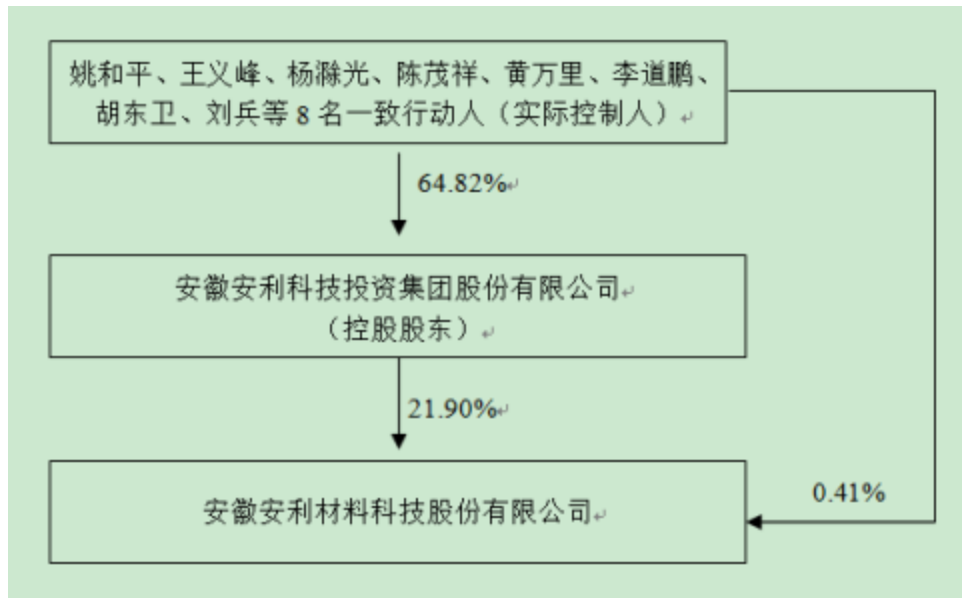 姚和平、王义峰、杨滁光、陈茂祥、黄万里、李道鹏、
胡东卫、刘兵等 8 名一致行动人（实际控制人）
64.82%
安徽安利科技投资集团股份有限公司
（控股股东）
21.90%
安徽安利材料科技股份有限公司
0.41%